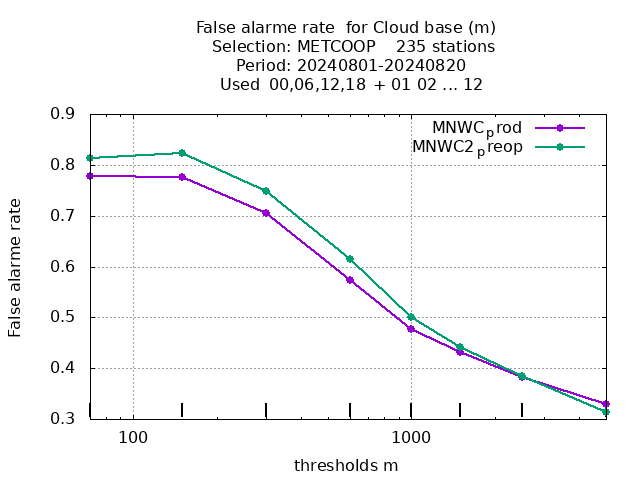 False alarme rate  for Cloud base (m)
Selection: METCOOP    235 stations
Period: 20240801-20240820
Used  00,06,12,18  + 01 02 ... 12
MNWCprod
MNWC2preop
False alarme rate
0.9
0.8
0.7
0.6
0.5
0.4
0.3
100
1000
thresholds m